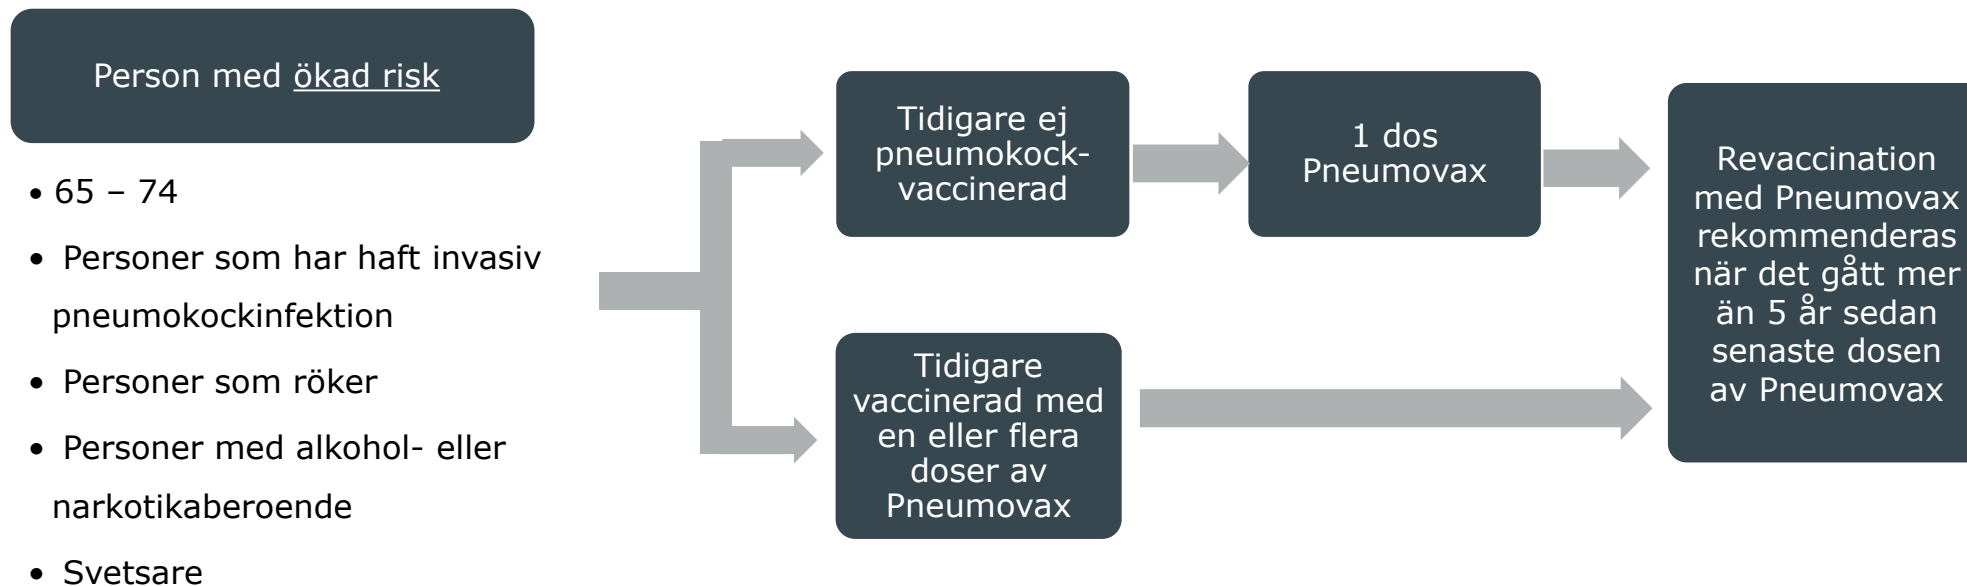 Person med ökad risk
• 65 – 74
• Personer som har haft invasiv
pneumokockinfektion
• Personer som röker
• Personer med alkohol- eller
narkotikaberoende
• Svetsare
Tidigare ej
pneumokock-
vaccinerad
1 dos
Pneumovax
Tidigare
vaccinerad med
en eller flera
doser av
Pneumovax
Revaccination
med Pneumovax
rekommenderas
när det gått mer
än 5 år sedan
senaste dosen
av Pneumovax